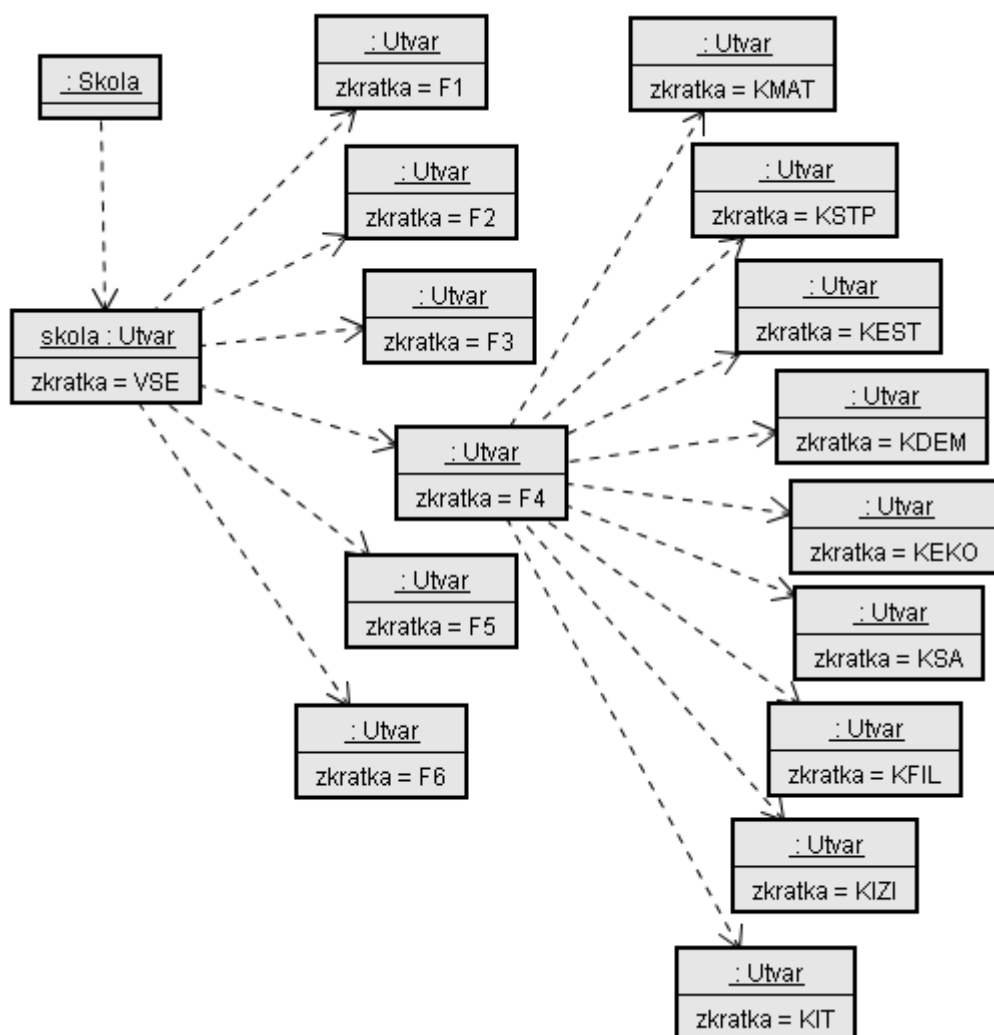 : Skola
skola : Utvar
zkratka = VSE
: Utvar
zkratka = F1
: Utvar
zkratka = F2
: Utvar
zkratka = F3
: Utvar
zkratka = F4
: Utvar
zkratka = F5
: Utvar
zkratka = F6
: Utvar
zkratka = KMAT
: Utvar
zkratka = KSTP
: Utvar
zkratka = KEST
: Utvar
zkratka = KDEM
: Utvar
zkratka = KEKO
: Utvar
zkratka = KSA
: Utvar
zkratka = KFIL
: Utvar
zkratka = KIZI
: Utvar
zkratka = KIT